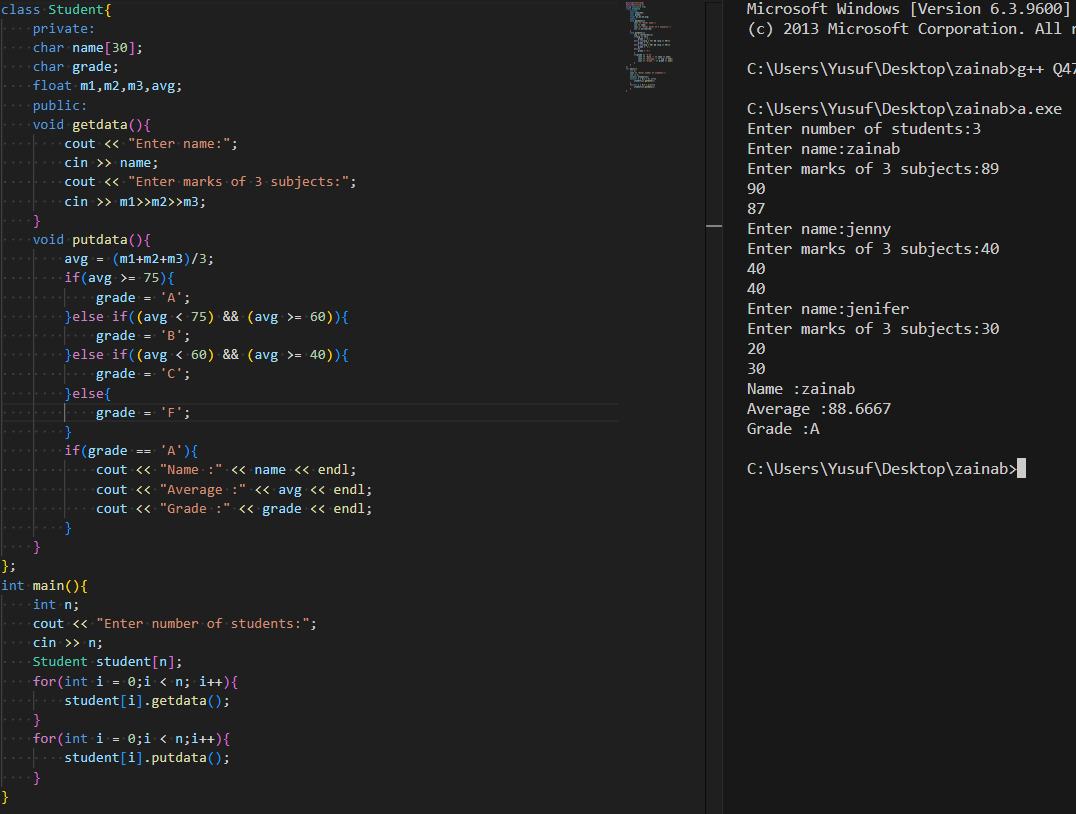 class Student{
private:
char name[30];
char grade;
float m1,m2,m3,avg;
public:
void getdata(){
cout << "Enter name:";
cin >> name;
cout << "Enter marks of 3 subjects:";
cin >> m1>>m2>>m3;
}
void putdata(){
avg = (m1+m2+m3)/3;
if(avg >= 75){
grade = 'A';
}else if((avg < 75) && (avg >= 60)){
grade = 'B';
}else if((avg < 60) && (avg >= 40)){
grade = 'C';
}else{
grade = 'F';
}
if(grade == 'A'){
cout << "Name :" << name << endl;
cout << "Average :" << avg << endl;
cout << "Grade :" << grade << endl;
}
}
};
int main(){
int n;
cout << "Enter number of students:";
cin >> n;
Student student[n];
for(int i = 0;i < n; i++){
student[i].getdata();
}
for(int i = 0;i < n;i++){
student[i].putdata();
}
}
Microsoft Windows [Version 6.3.9600]
(c) 2013 Microsoft Corporation. All
C:\Users\Yusuf\Desktop\zainab>g++ Q47
C:\Users\Yusuf\Desktop\zainab>a.exe
Enter number of students:3
Enter name:zainab
Enter marks of 3 subjects:89
90
87
Enter name:jenny
Enter marks of 3 subjects:40
40
40
Enter name:jenifer
Enter marks of 3 subjects:30
20
30
Name :zainab
Average :88.6667
Grade :A
C:\Users\Yusuf\Desktop\zainab>